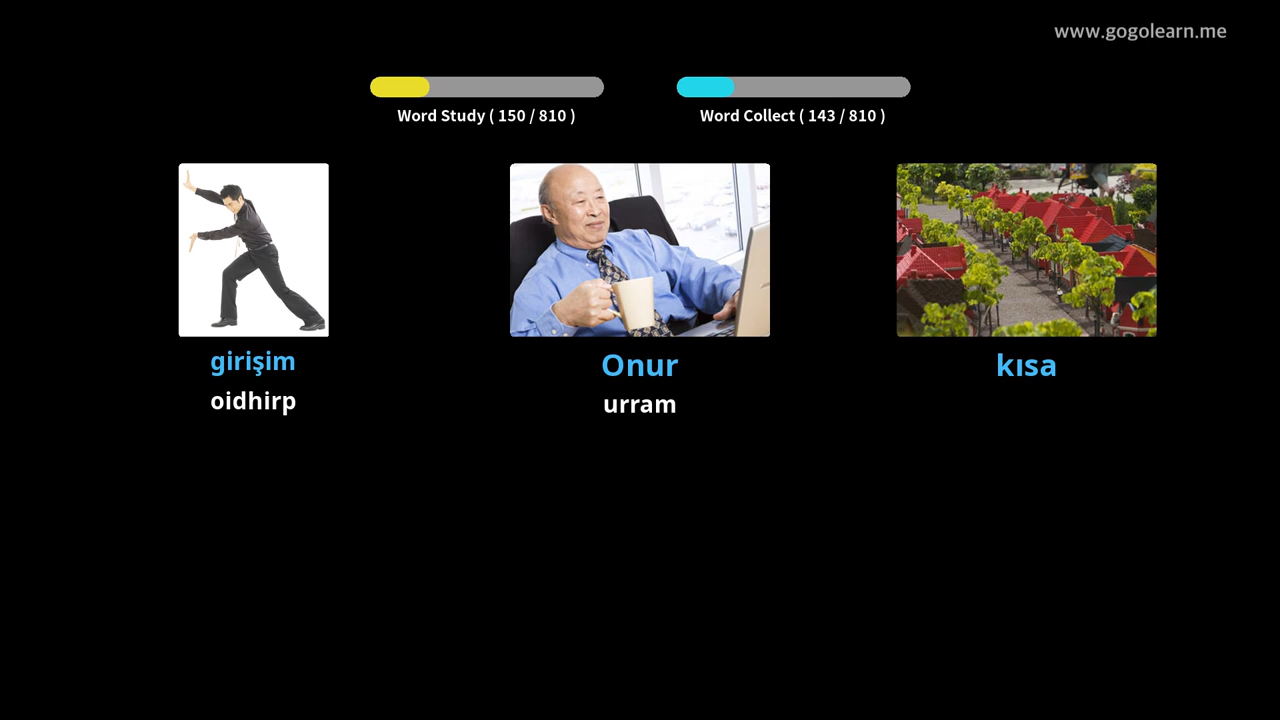 www.gogolearn.me
Word Study ( 150 / 810 )
Word Collect ( 143 / 810 )
girişim
oidhirp
Onur
urram
kısa